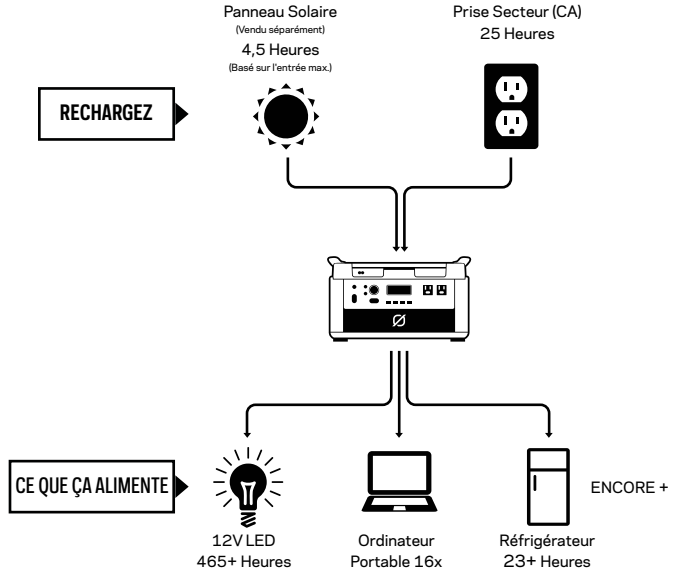 Panneau Solaire
(Vendu séparément)
4,5 Heures
(Basé sur l'entrée max.)
Prise Secteur (CA)
25 Heures
RECHARGEZ
CE QUE ÇA ALIMENTE
12V LED
465+ Heures
Ordinateur
Portable 16x
Réfrigérateur
23+ Heures
ENCORE +